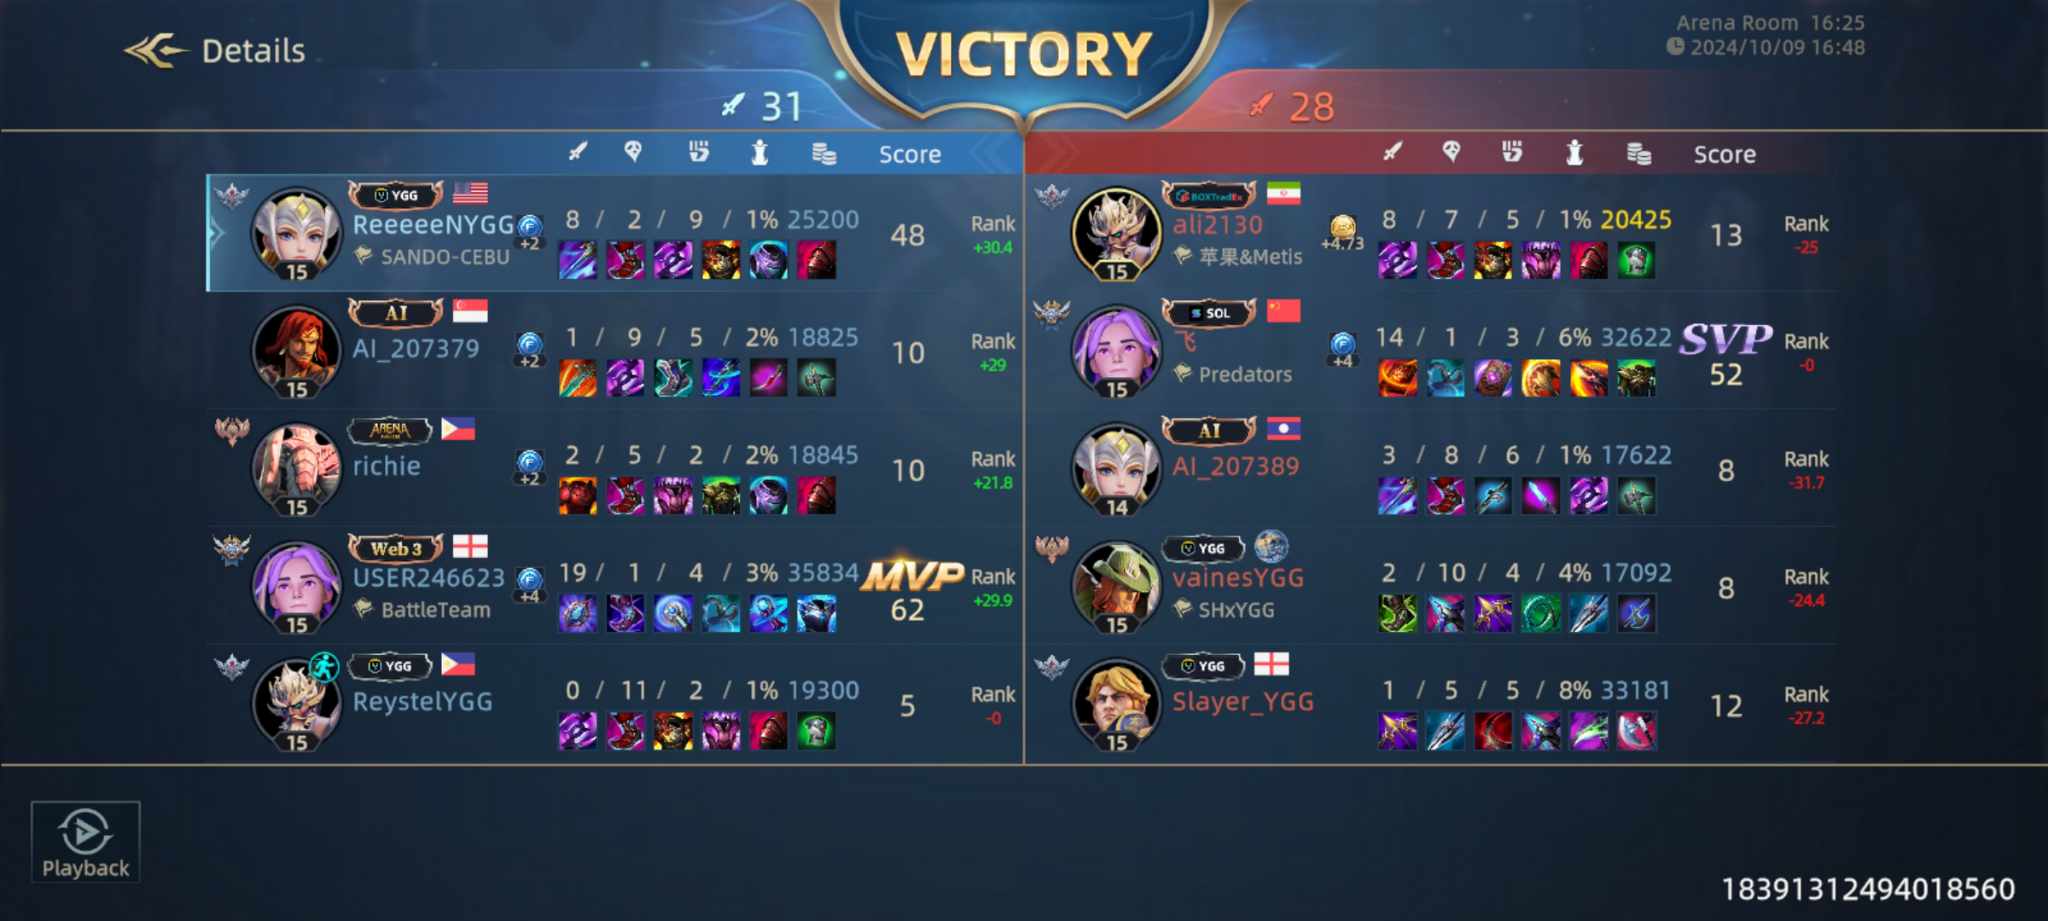 Details
VICTORY
Arena Room 16:25
2024/10/09 16:48
31
28
Score
Score
YGG
ReeeeeNYGG
SANDO-CEBU
15
+2
8 / 2 / 9 / 1% 25200
48
Rank
+30.4
AI
AI_207379
15
+2
1 / 9 / 5 / 2% 18825
10
Rank
+29
ARENA
richie
15
+2
2 / 5 / 2 / 2% 18845
10
Rank
+21.8
Web 3
USER246623
BattleTeam
15
+4
19 / 1 / 4 / 3% 35834
MVP
62
Rank
+29.9
YGG
ReystelYGG
15
0 / 11 / 2 / 1% 19300
5
Rank
-0
BOXTradEx
ali2130
苹果&Metis
15
+4.73
8 / 7 / 5 / 1% 20425
13
Rank
-25
SOL
飞
Predators
15
+4
14 / 1 / 3 / 6% 32622
SVP
52
Rank
-0
AI
AI_207389
14
3 / 8 / 6 / 1% 17622
8
Rank
-31.7
YGG
vainesYGG
SHxYGG
15
2 / 10 / 4 / 4% 17092
8
Rank
-24.4
YGG
Slayer_YGG
15
1 / 5 / 5 / 8% 33181
12
Rank
-27.2
Playback
18391312494018560